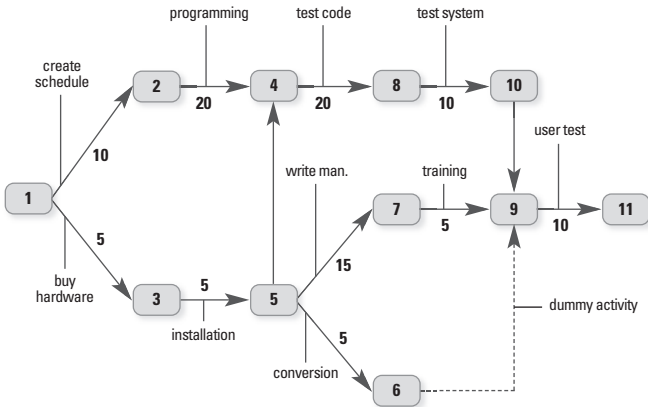 programming
test code
test system
create
schedule
2
4
8
10
20
20
10
10
user test
write man.
training
1
7
9
11
5
10
5
15
buy
hardware
5
3
5
installation
5
dummy activity
conversion
6